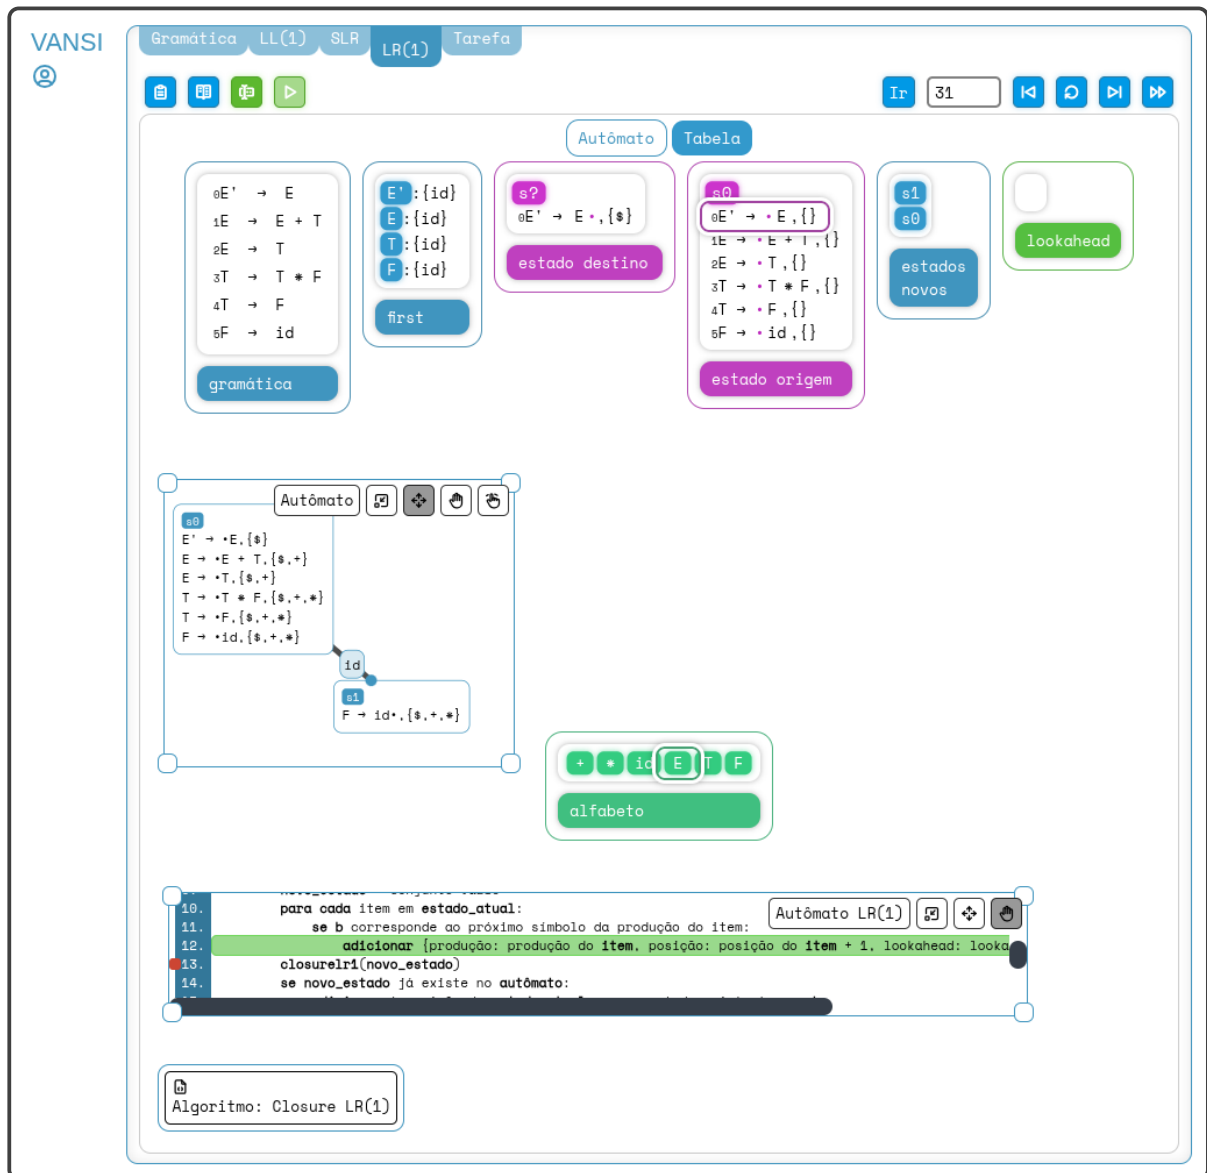 VANSI
Gramática LL(1) SLR LR(1) Tarefa
Ir 31
Autômato Tabela
0E' → E
1E → E + T
2E → T
3T → T * F
4T → F
5F → id
gramática
E':{id}
E:{id}
T:{id}
F:{id}
first
s?
0E' → E •,{$}
estado destino
s0
0E' → • E ,{}
1E → • E + T ,{}
2E → • T ,{}
3T → • T * F ,{}
4T → • F ,{}
5F → • id ,{}
estado origem
s1
s0
estados
novos
lookahead
Autômato
s0
E' → •E,{$}
E → •E + T,{$,+}
E → •T,{$,+}
T → •T * F,{$,+,*}
T → •F,{$,+,*}
F → •id,{$,+,*}
id
s1
F → id•,{$,+,*}
+ * id E T F
alfabeto
Autômato LR(1)
10. para cada item em estado_atual:
11. se b corresponde ao próximo símbolo da produção do item:
12. adicionar {produção: produção do item, posição: posição do item + 1, lookahead: looka
13. closurelr1(novo_estado)
14. se novo_estado já existe no autômato:
Algoritmo: Closure LR(1)